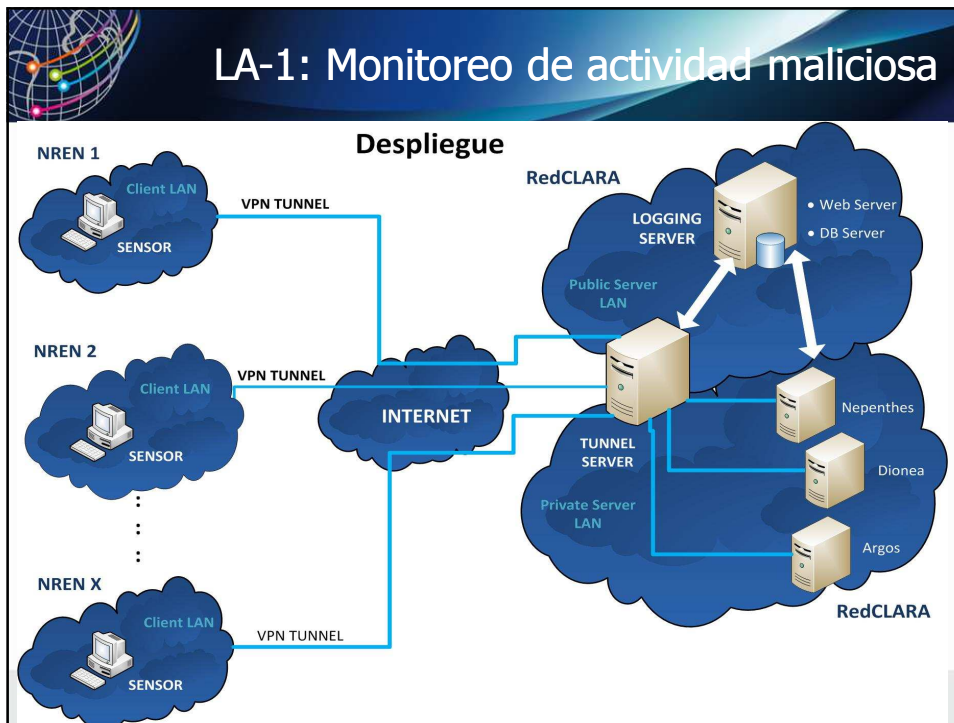 LA-1: Monitoreo de actividad maliciosa
Despliegue
NREN 1
Client LAN
SENSOR
VPN TUNNEL
NREN 2
Client LAN
SENSOR
VPN TUNNEL
:
:
:
NREN X
Client LAN
SENSOR
VPN TUNNEL
INTERNET
RedCLARA
LOGGING
SERVER
• Web Server
• DB Server
Public Server
LAN
TUNNEL
SERVER
Private Server
LAN
Nepenthes
Dionea
Argos
RedCLARA